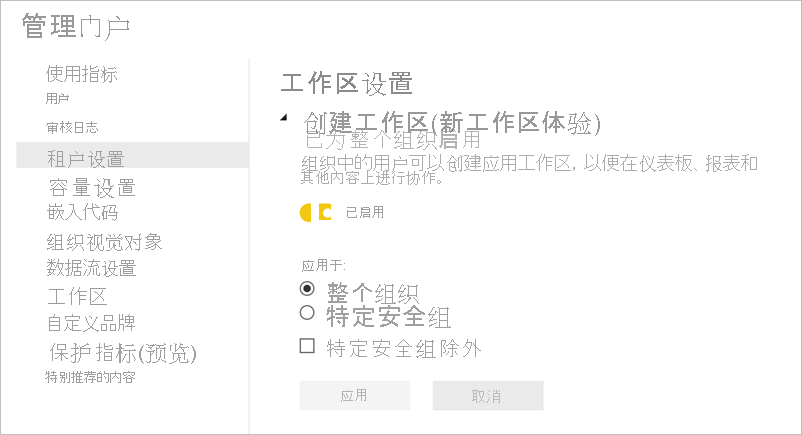 管理门户
使用指标
用户
审核日志
租户设置
容量设置
嵌入代码
组织视觉对象
数据流设置
工作区
自定义品牌
保护指标(预览)
特别推荐的内容
工作区设置
创建工作区(新工作区体验)
已为整个组织启用
组织中的用户可以创建应用工作区, 以便在仪表板、报表和
其他内容上进行协作。
已启用
应用于:
整个组织
特定安全组
特定安全组除外
应用
取消